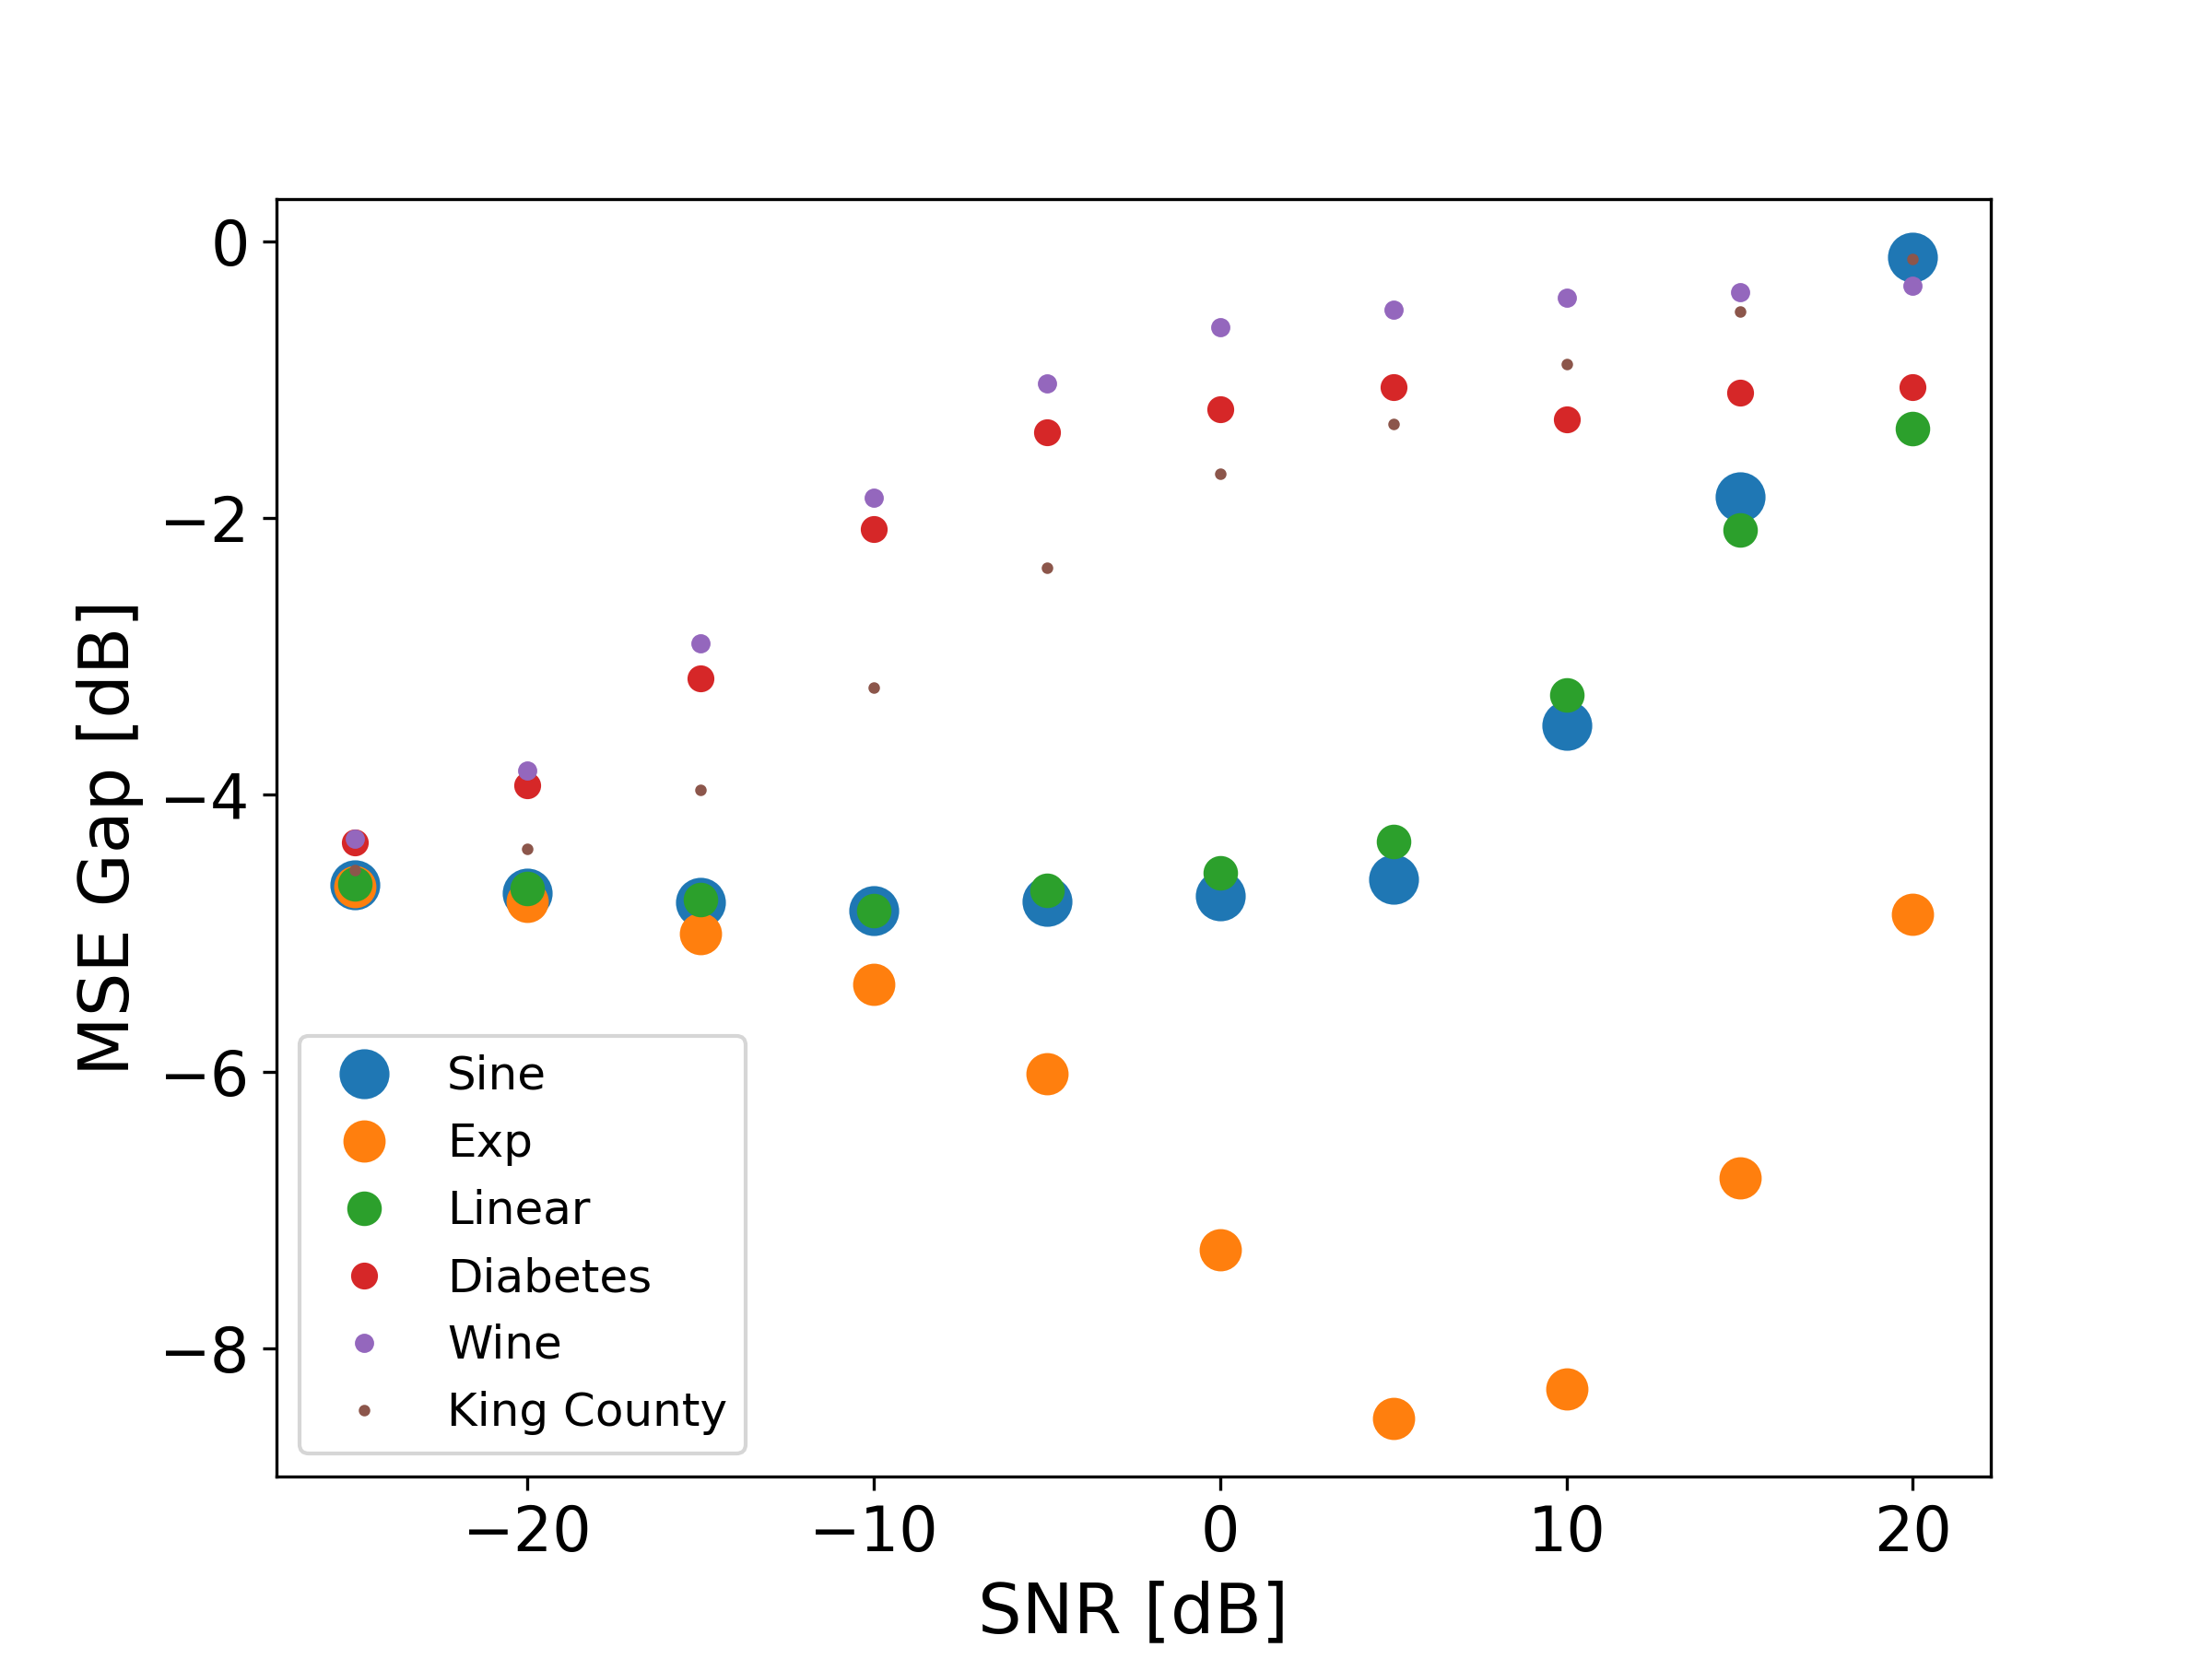 0
−2
−4
−6
−8
MSE Gap [dB]
Sine
Exp
Linear
Diabetes
Wine
King County
−20 −10 0 10 20
SNR [dB]